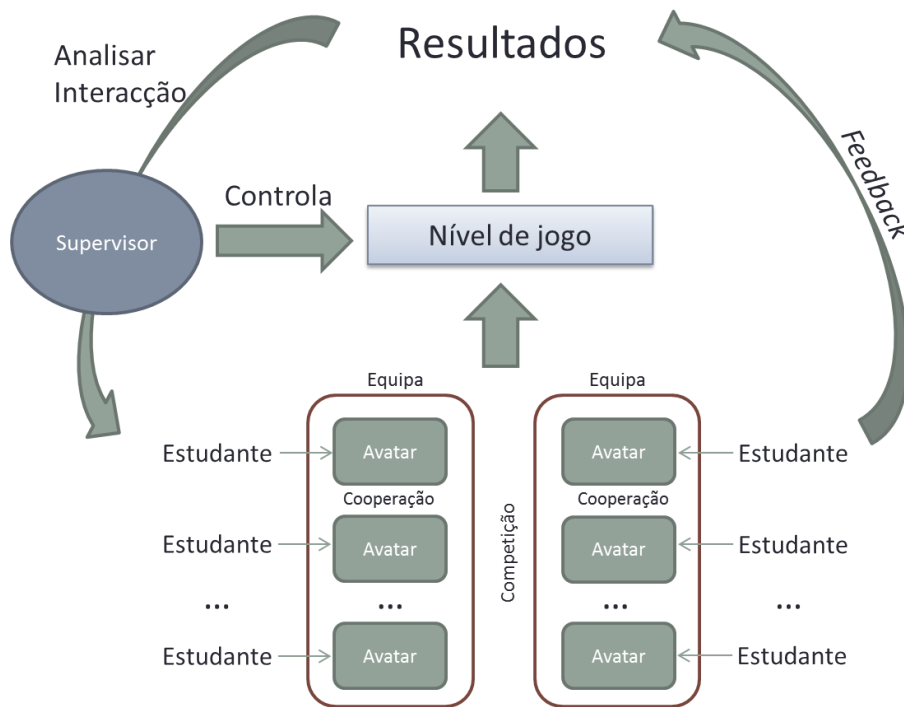 Resultados
Analisar
Interacção
Feedback
Controla
Supervisor
Nível de jogo
Equipa
Equipa
Estudante
Avatar
Avatar
Estudante
Cooperação
Cooperação
Competição
Estudante
Avatar
Avatar
Estudante
...
...
...
...
Estudante
Avatar
Avatar
Estudante